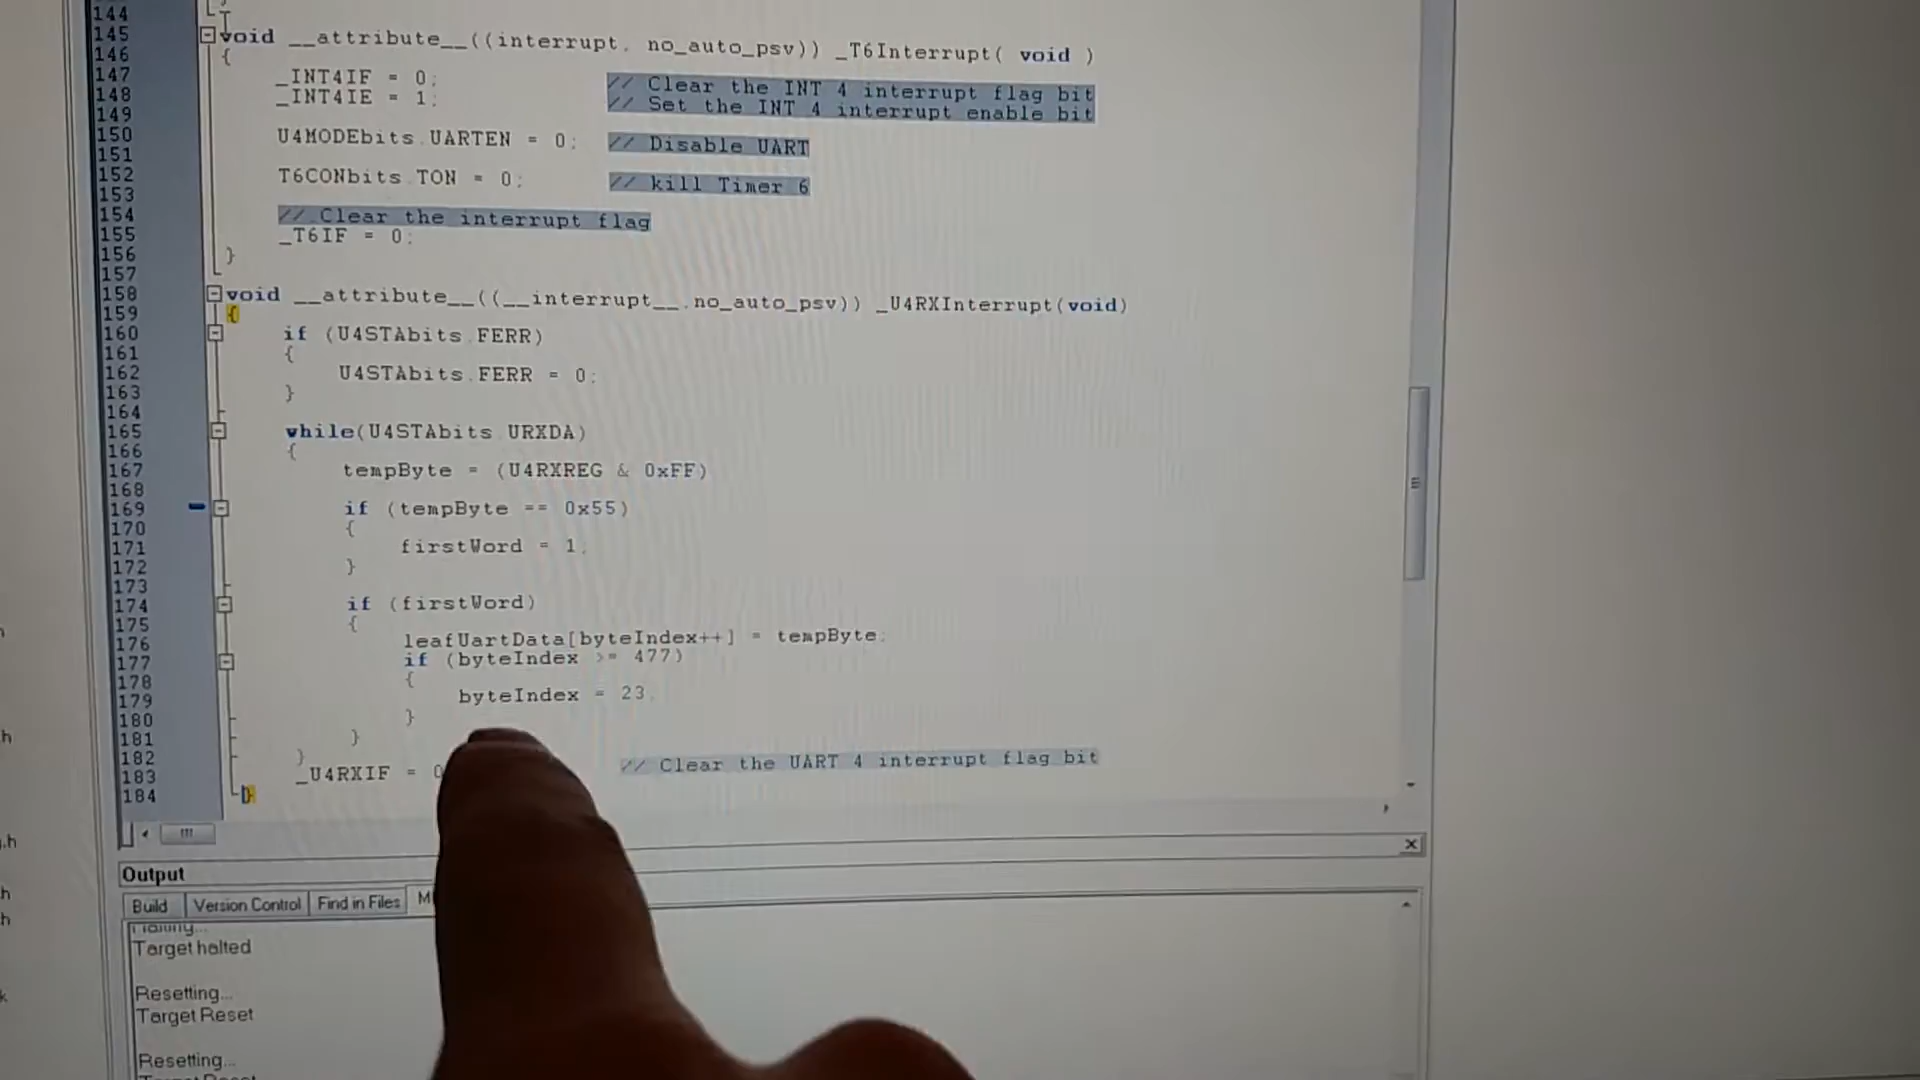 144
145 void __attribute__((interrupt, no_auto_psv)) _T6Interrupt( void )
146 {
147 _INT4IF = 0; // Clear the INT 4 interrupt flag bit
148 _INT4IE = 1; // Set the INT 4 interrupt enable bit
149
150 U4MODEbits.UARTEN = 0; // Disable UART
151
152 T6CONbits.TON = 0; // kill Timer 6
153
154 // Clear the interrupt flag
155 _T6IF = 0;
156 }
157
158 void __attribute__((__interrupt__,no_auto_psv)) _U4RXInterrupt(void)
159 {
160 if (U4STAbits.FERR)
161 {
162 U4STAbits.FERR = 0;
163 }
164
165 while(U4STAbits.URXDA)
166 {
167 tempByte = (U4RXREG & 0xFF)
168
169 if (tempByte == 0x55)
170 {
171 firstWord = 1;
172 }
173
174 if (firstWord)
175 {
176 leafUartData[byteIndex++] = tempByte;
177 if (byteIndex >= 477)
178 {
179 byteIndex = 23;
180 }
181 }
182 }
183 _U4RXIF = 0 // Clear the UART 4 interrupt flag bit
184 }
Output
Build Version Control Find in Files M
Target halted
Resetting...
Target Reset
Resetting...
Target Reset
h
.h
h
h
k